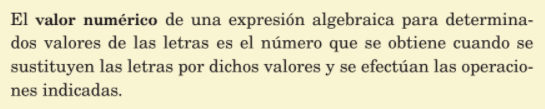 El valor numérico de una expresión algebraica para determina-
dos valores de las letras es el número que se obtiene cuando se
sustituyen las letras por dichos valores y se efectúan las operacio-
nes indicadas.